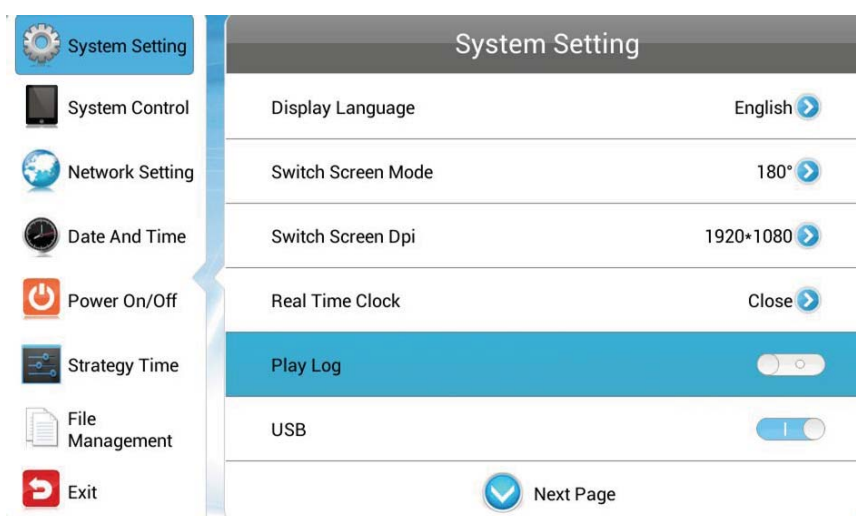 System Setting
System Control
Network Setting
Date And Time
Power On/Off
Strategy Time
File
Management
Exit
System Setting
Display Language English
Switch Screen Mode 180°
Switch Screen Dpi 1920*1080
Real Time Clock Close
Play Log
USB
Next Page